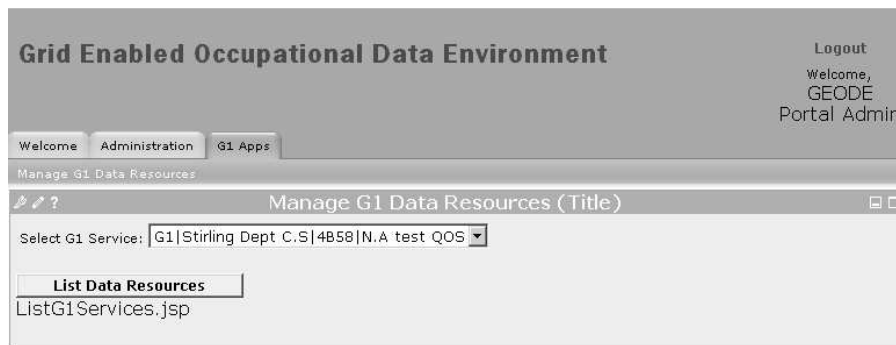 Grid Enabled Occupational Data Environment
Logout
Welcome,
GEODE
Portal Admin
Welcome Administration G1 Apps
Manage G1 Data Resources
? Manage G1 Data Resources (Title)
Select G1 Service: G1|Stirling Dept C.S|4B58|N.A test QOS
List Data Resources
ListG1Services.jsp